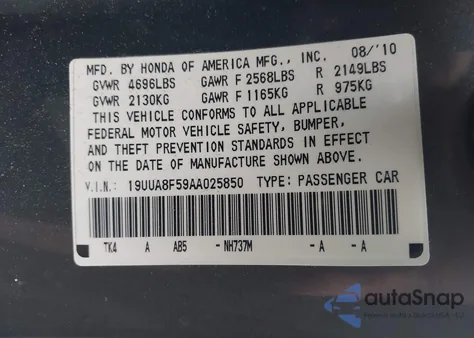 MFD. BY HONDA OF AMERICA MFG., INC. 08/'10
GVWR 4696LBS GAWR F 2568LBS R 2149LBS
GVWR 2130KG GAWR F 1165KG R 975KG
THIS VEHICLE CONFORMS TO ALL APPLICABLE
FEDERAL MOTOR VEHICLE SAFETY, BUMPER,
AND THEFT PREVENTION STANDARDS IN EFFECT
ON THE DATE OF MANUFACTURE SHOWN ABOVE.
V.I.N.: 19UUA8F59AA025850 TYPE: PASSENGER CAR
TK4 A AB5 -NH737M -A -A
autoSnap